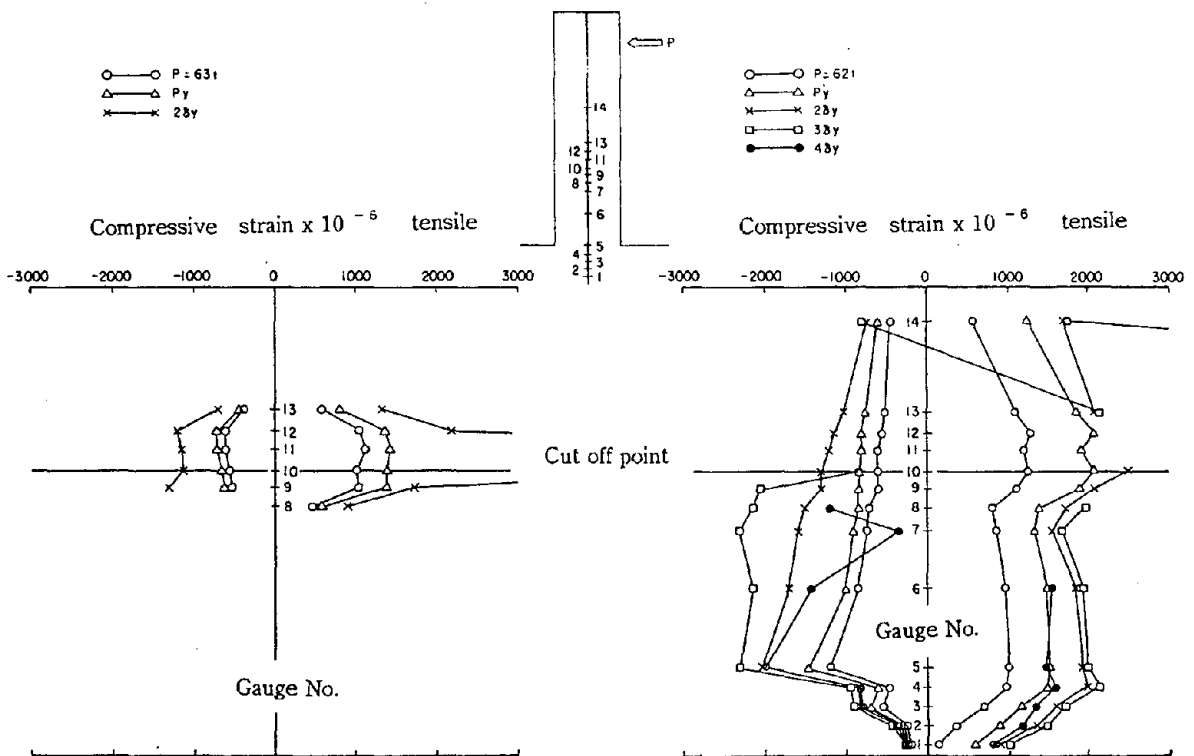 P = 63t
Py
2δy
P
14
13
12
11
10
9
8
7
6
5
4
3
2
1
P = 62t
Py
2δy
3δy
4δy
Compressive strain x 10 ⁻⁶ tensile
-3000 -2000 -1000 0 1000 2000 3000
13
12
11
10
9
8
Gauge No.
Cut off point
Compressive strain x 10 ⁻⁶ tensile
-3000 -2000 -1000 0 1000 2000 3000
14
13
12
11
10
9
8
7
6
Gauge No.
5
4
3
2
1